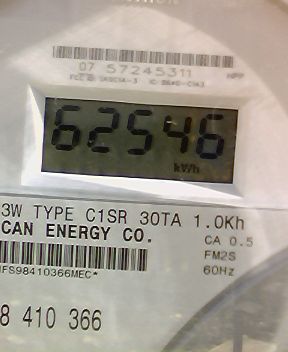 07 57245311
62546
kWh
3W TYPE C1SR 30TA 1.0Kh
CAN ENERGY CO.
CA 0.5
FM2S
60Hz
IFS98410366MEC*
8 410 366